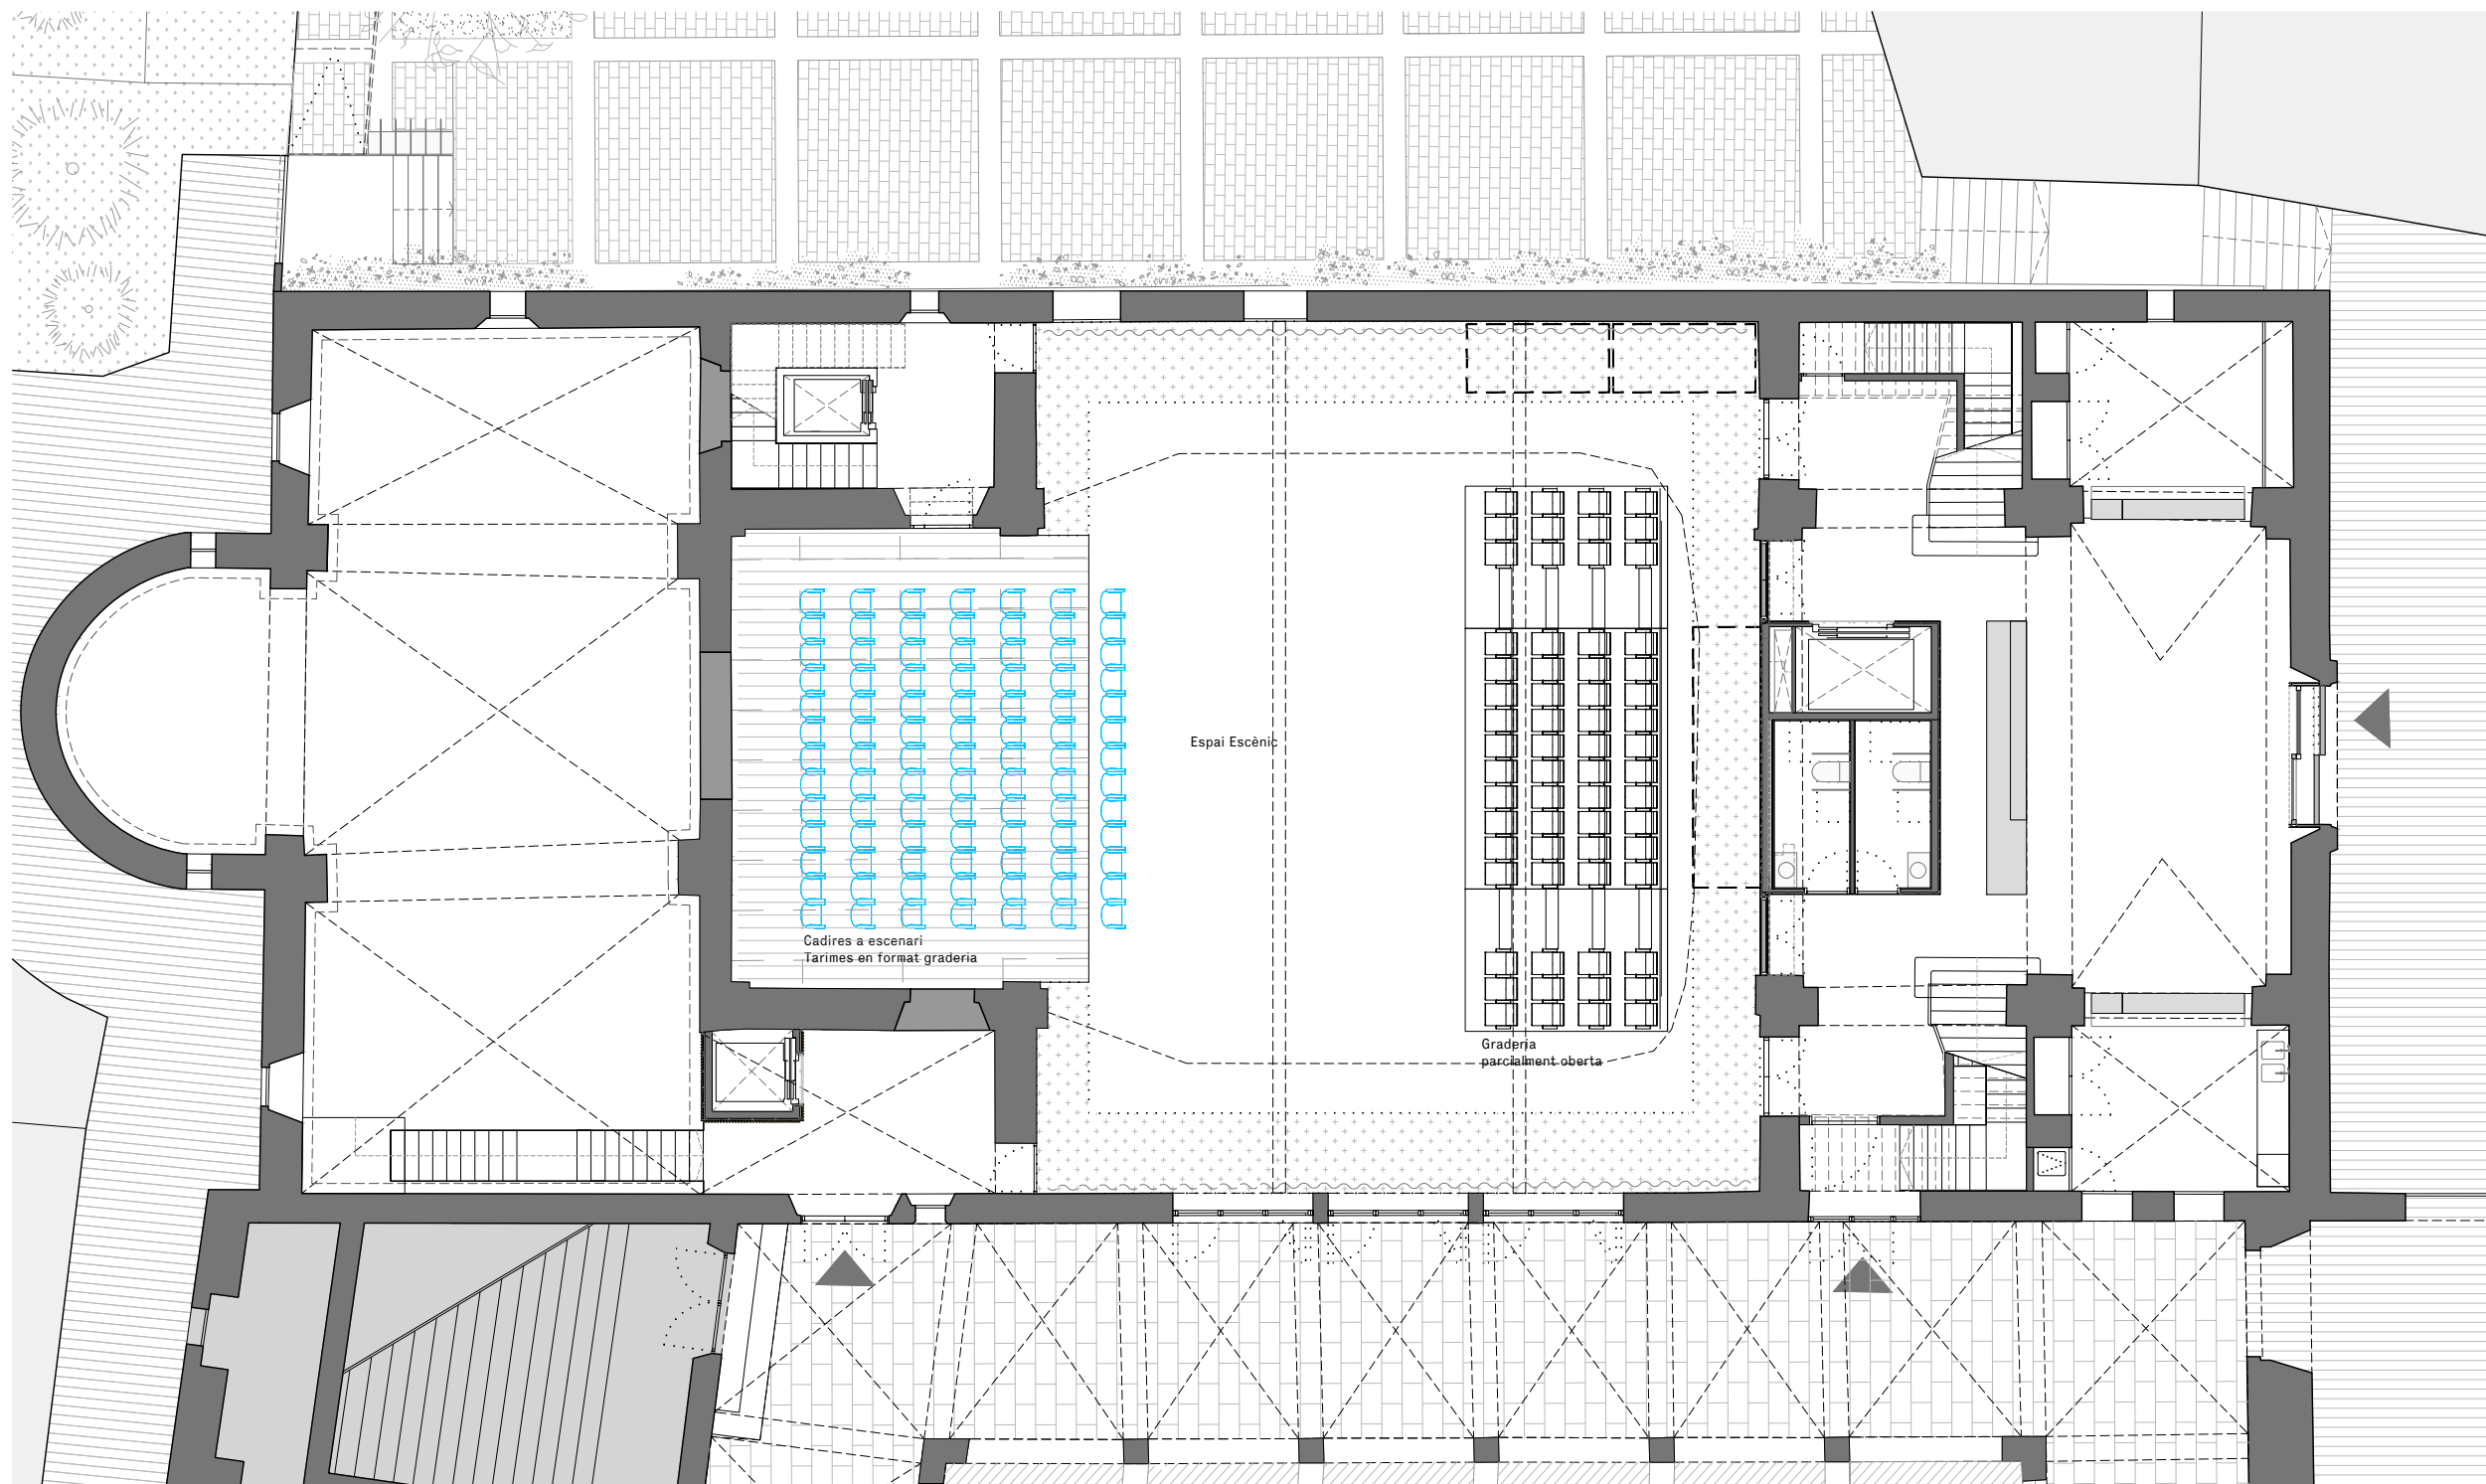 Espai Escènic
Cadires a escenari
Tarimes en format graderia
Graderia
parcialment oberta